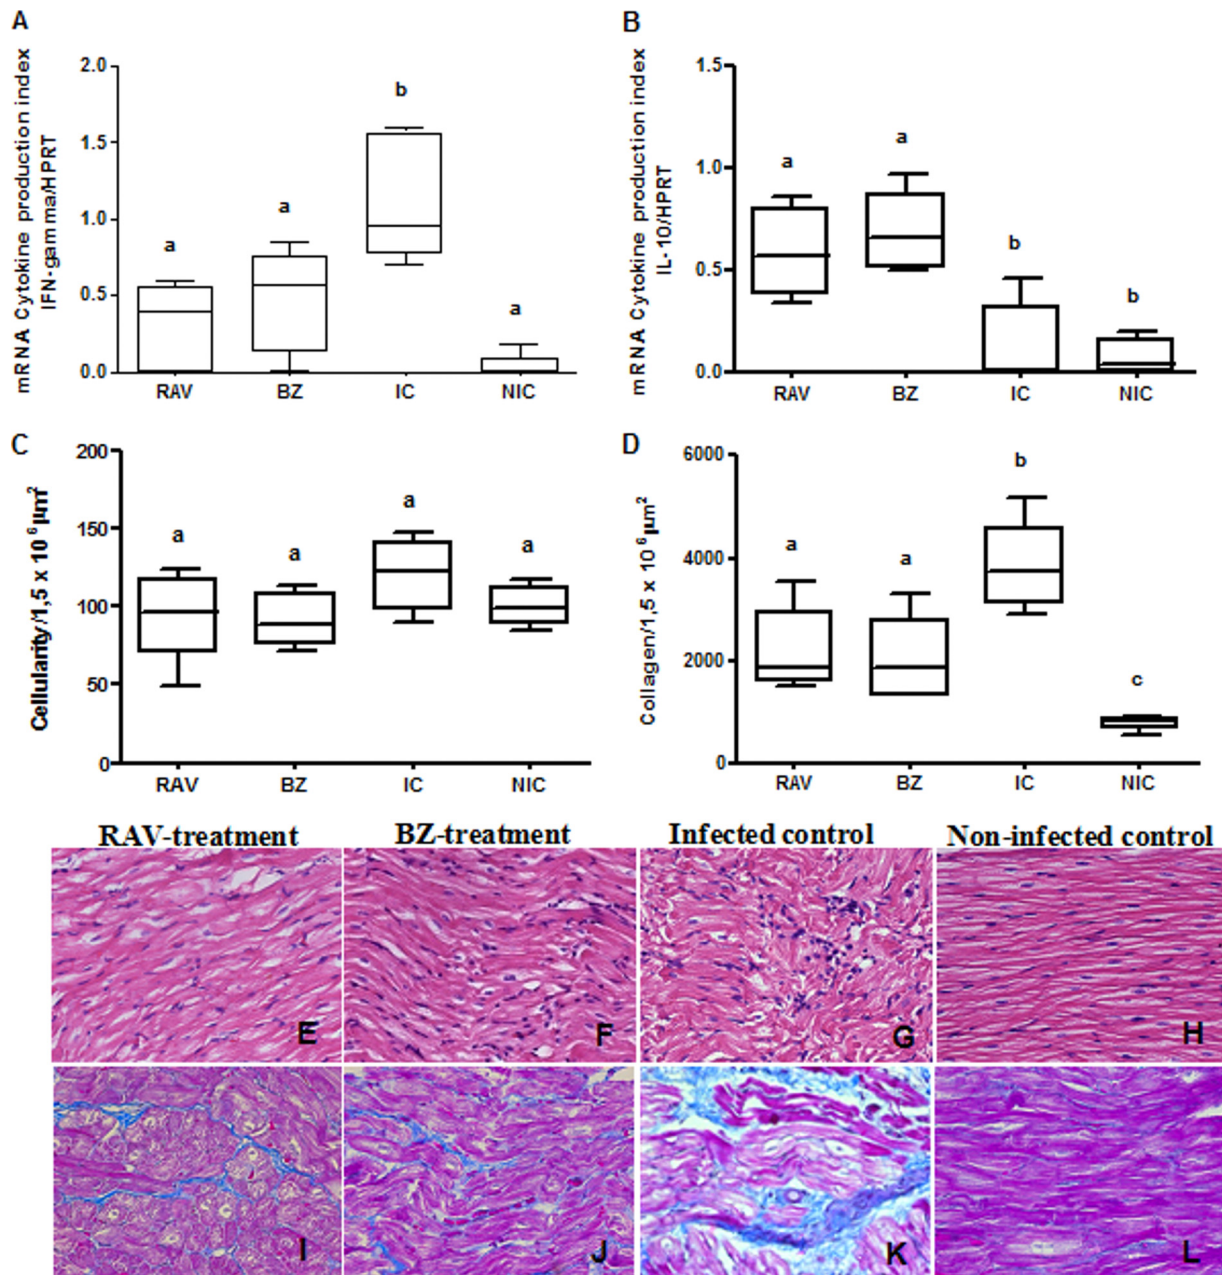 A
mRNA Cytokine production index
IFN-gamma/HPRT
2.0
1.5
1.0
0.5
0.0
a
a
b
a
RAV BZ IC NIC
B
mRNA Cytokine production index
IL-10/HPRT
1.5
1.0
0.5
0.0
a
a
b
b
RAV BZ IC NIC
C
Cellularity/1,5 x 10⁶µm²
200
150
100
50
0
a
a
a
a
RAV BZ IC NIC
D
Collagen/1,5 x 10⁶µm²
6000
4000
2000
0
a
a
b
c
RAV BZ IC NIC
RAV-treatment BZ-treatment Infected control Non-infected control
E F G H
I J K L